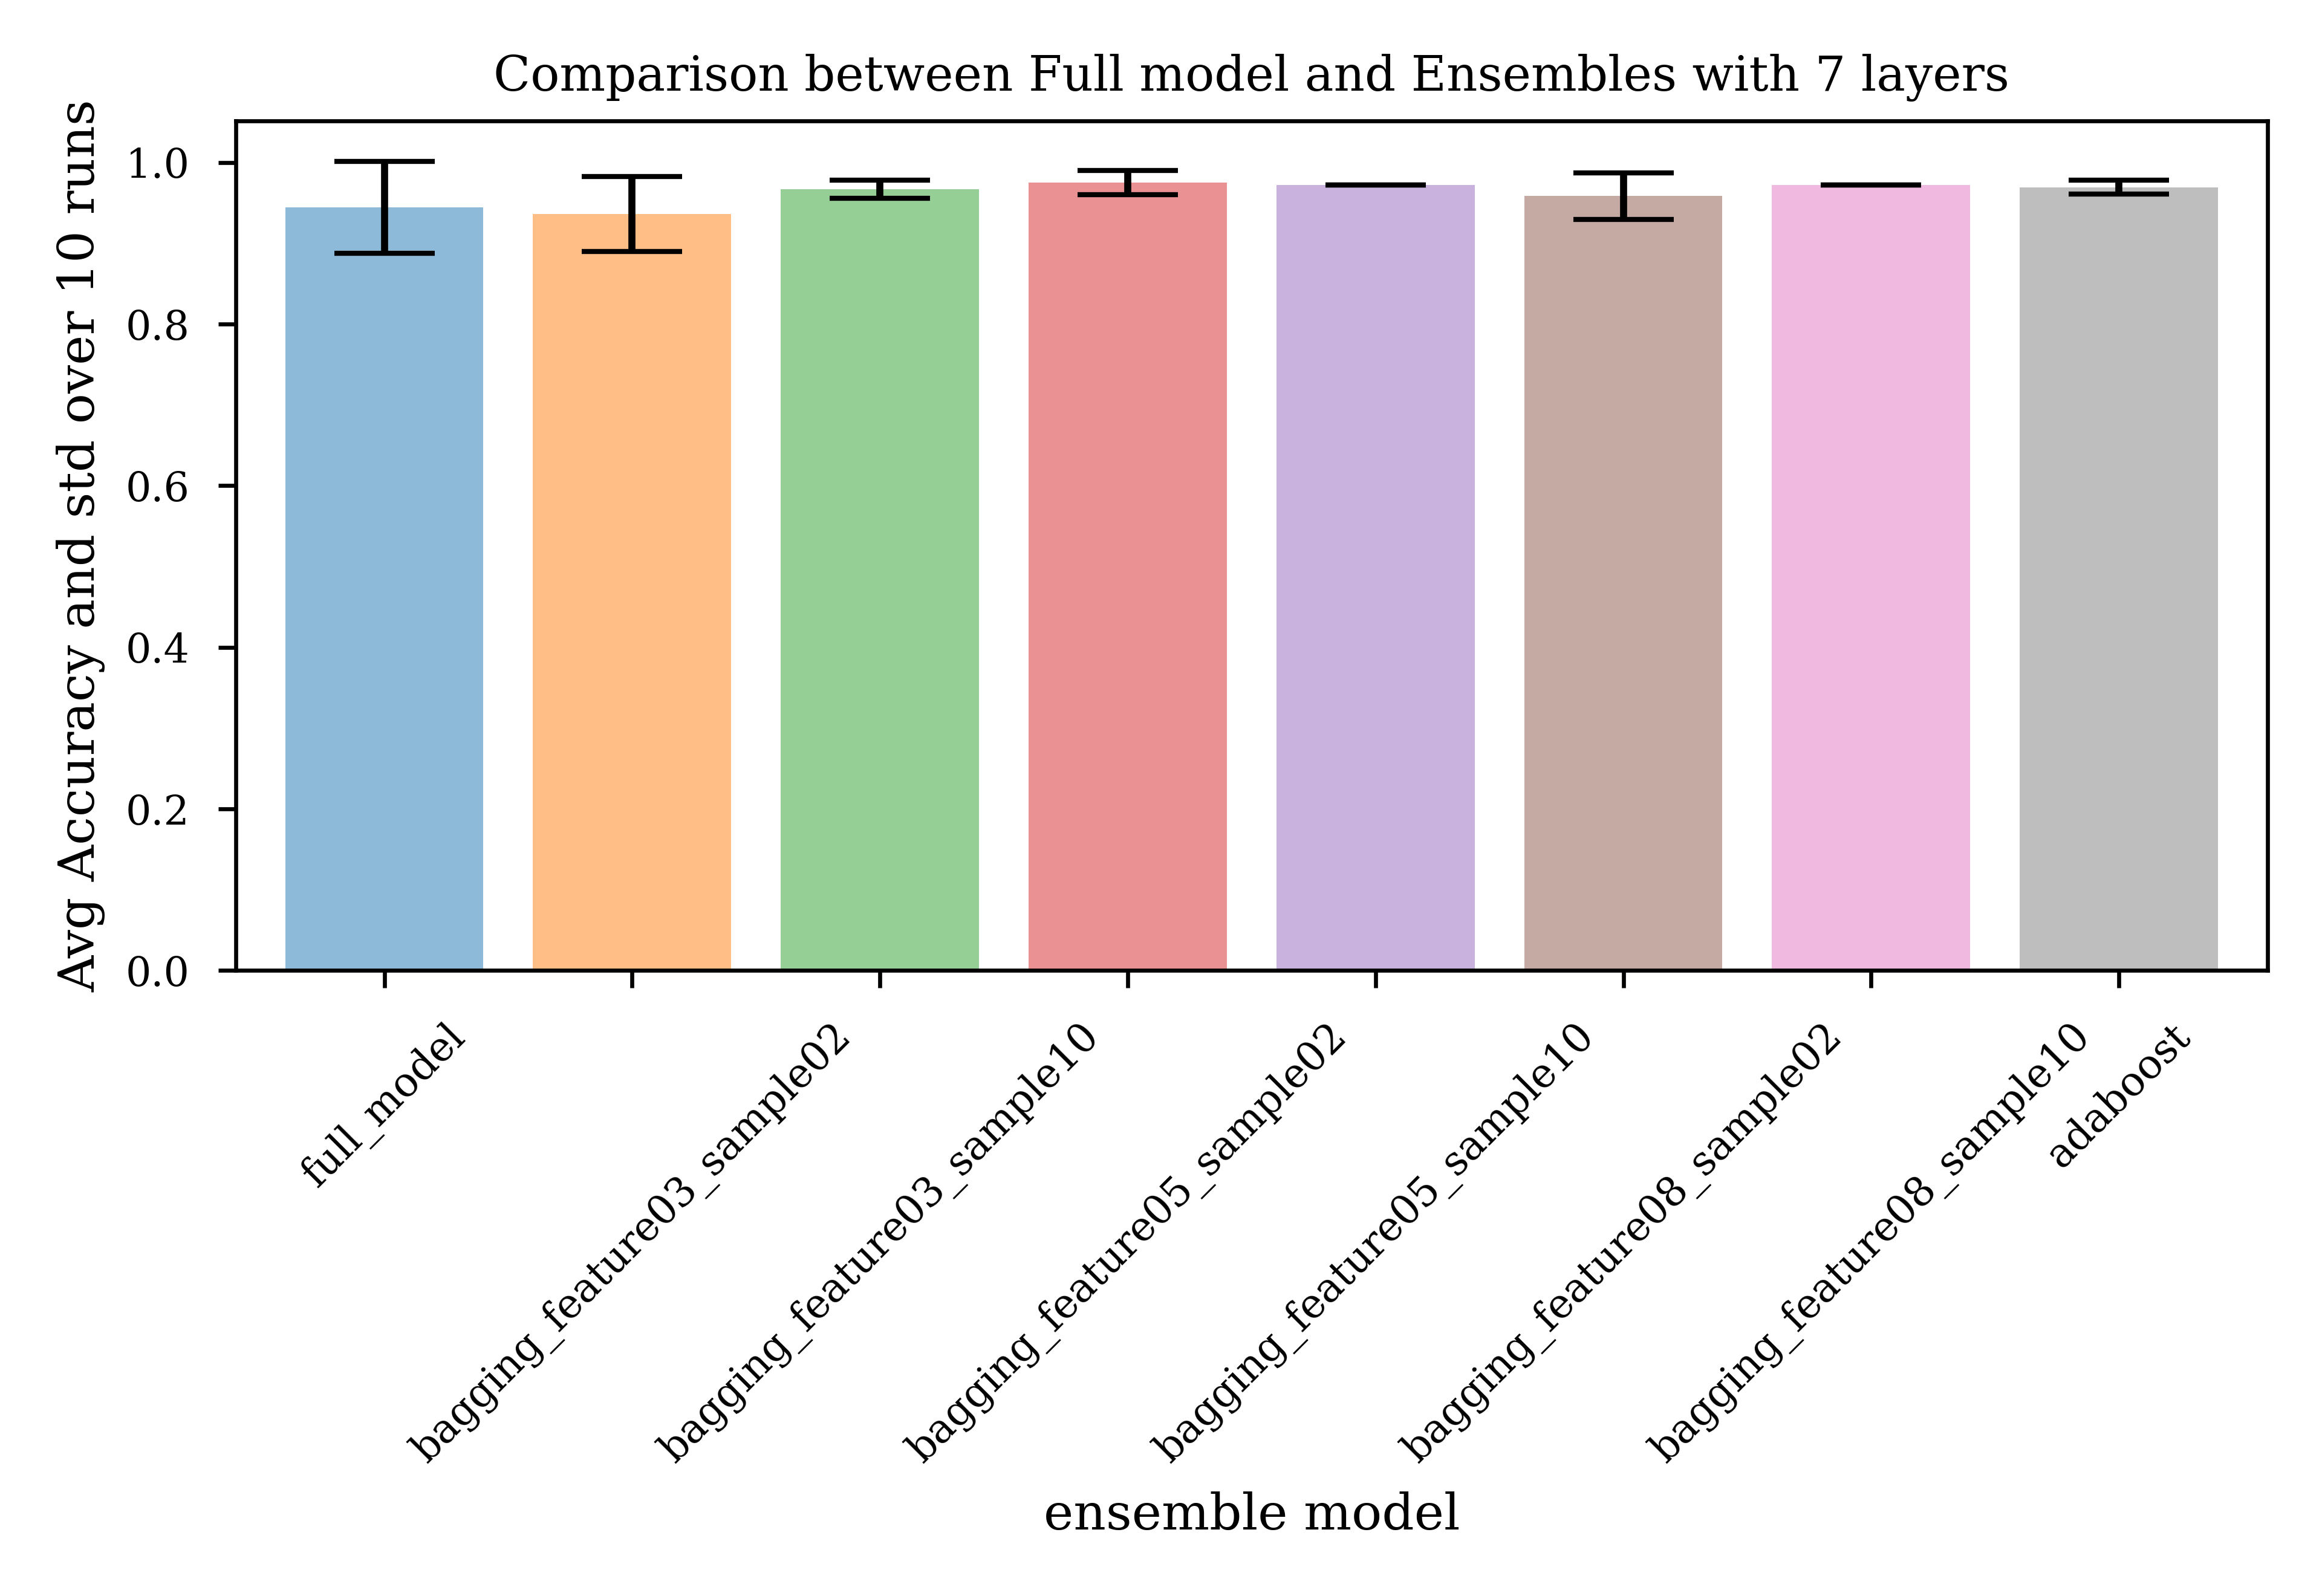 Comparison between Full model and Ensembles with 7 layers
Avg Accuracy and std over 10 runs
1.0
0.8
0.6
0.4
0.2
0.0
full_model
bagging_feature03_sample02
bagging_feature03_sample10
bagging_feature05_sample02
bagging_feature05_sample10
bagging_feature08_sample02
bagging_feature08_sample10
adaboost
ensemble model